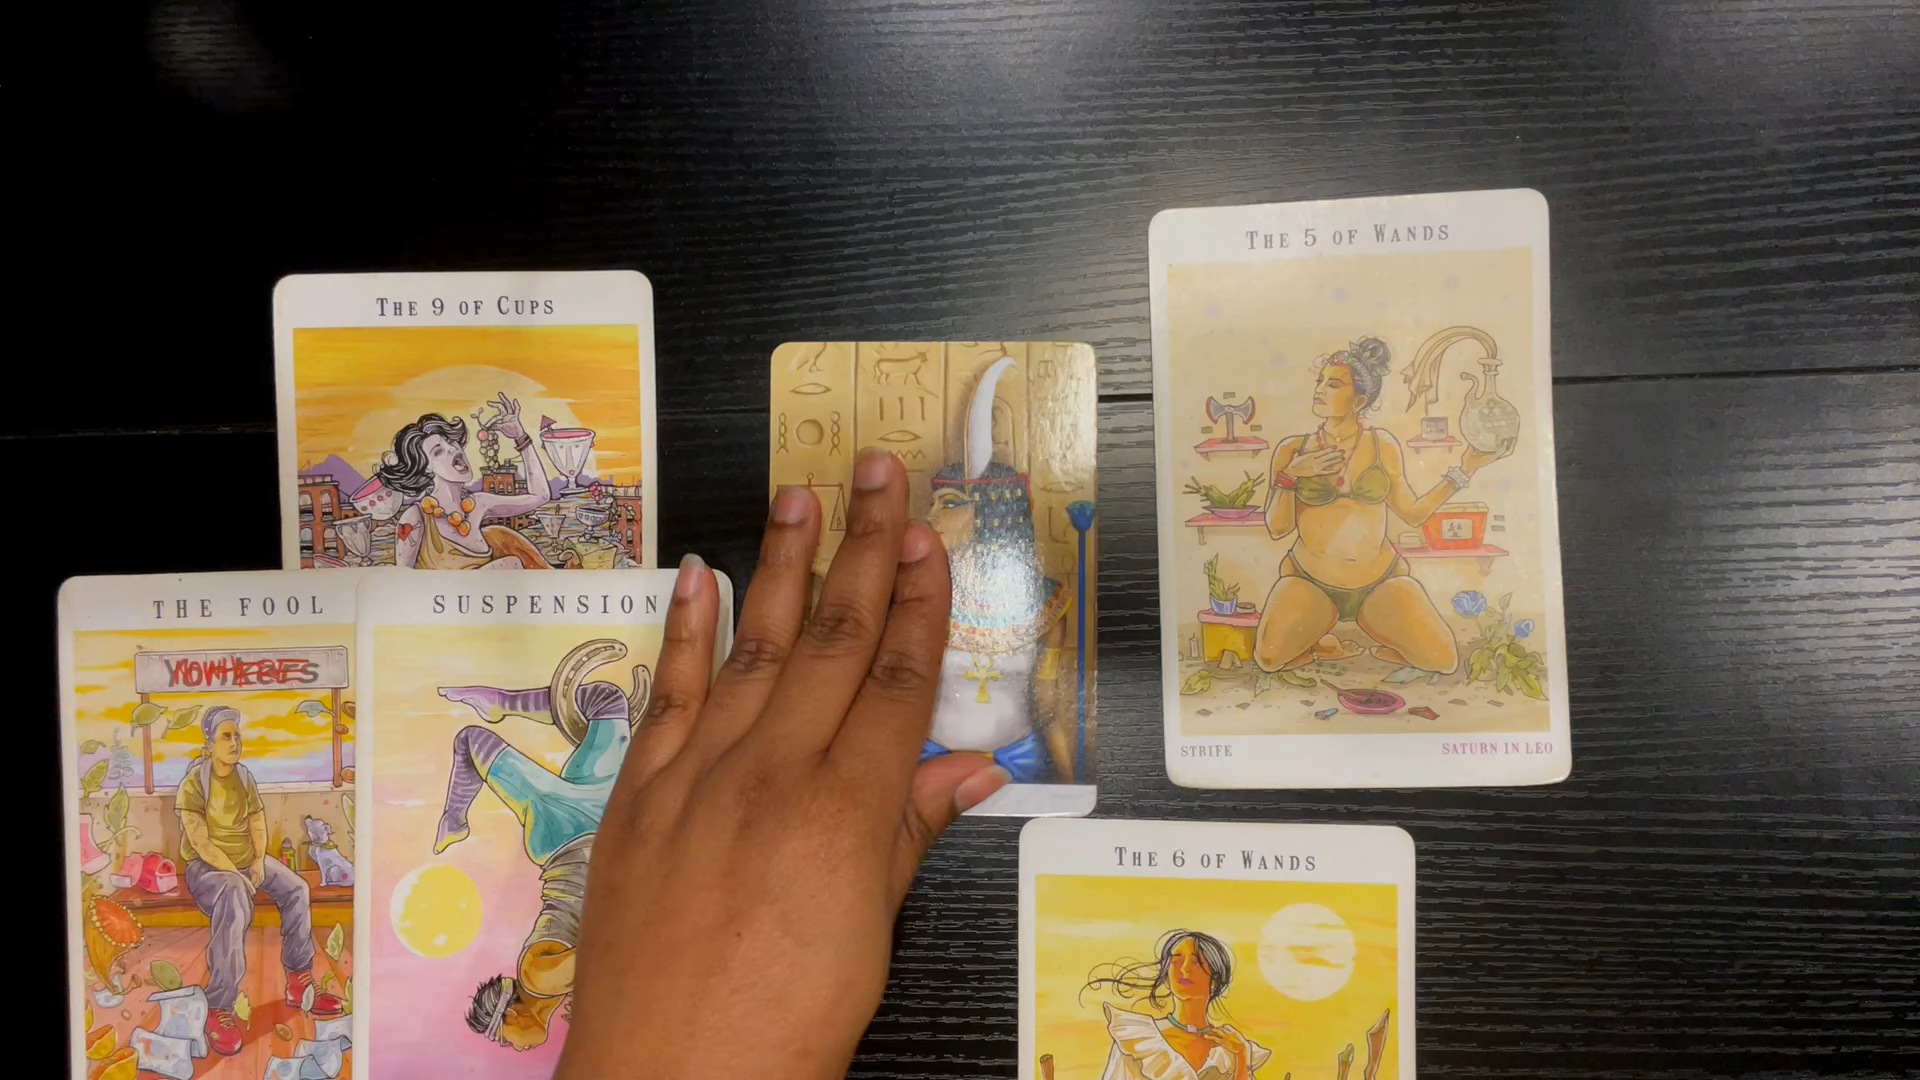 THE 9 OF CUPS
THE 5 OF WANDS
STRIFE
SATURN IN LEO
THE FOOL
SUSPENSION
THE 6 OF WANDS